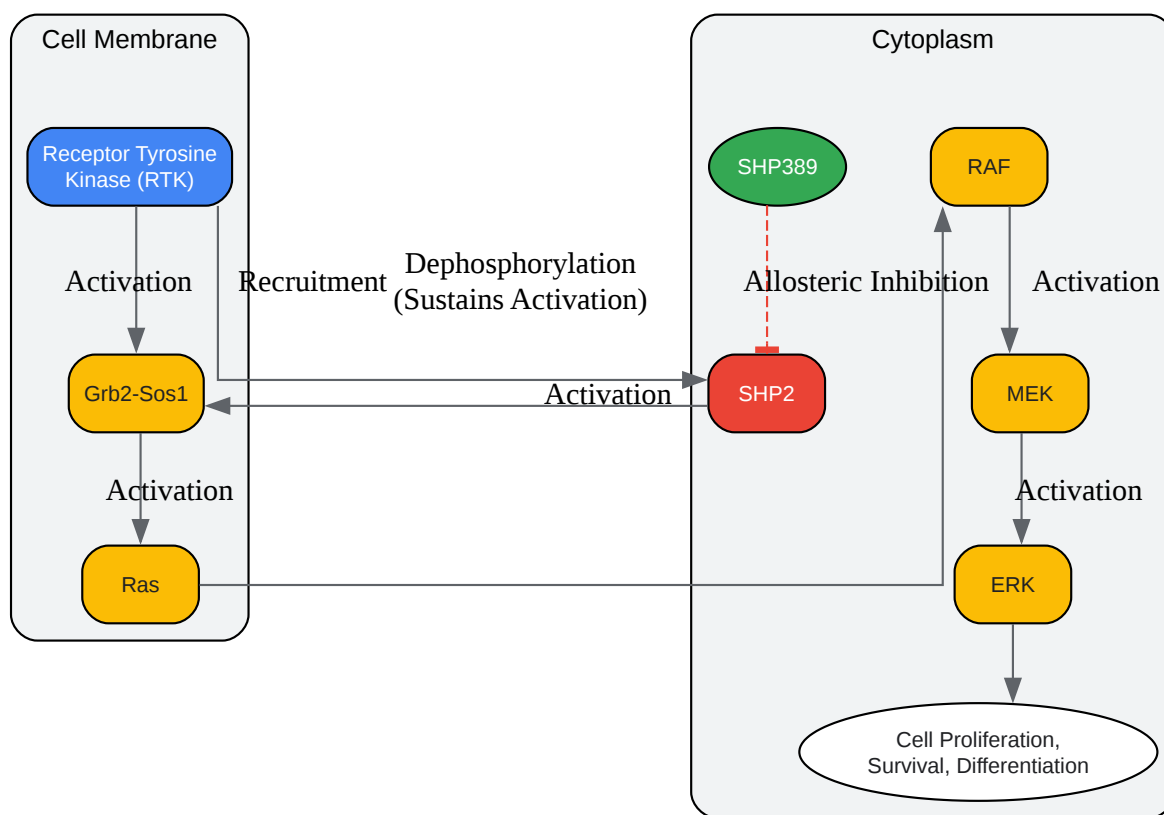 Cell Membrane
Cytoplasm
Receptor Tyrosine
Kinase (RTK)
SHP389
RAF
Activation
Recruitment
Dephosphorylation
(Sustains Activation)
Allosteric Inhibition
Activation
Grb2-Sos1
Activation
SHP2
MEK
Activation
Activation
Ras
ERK
Cell Proliferation,
Survival, Differentiation